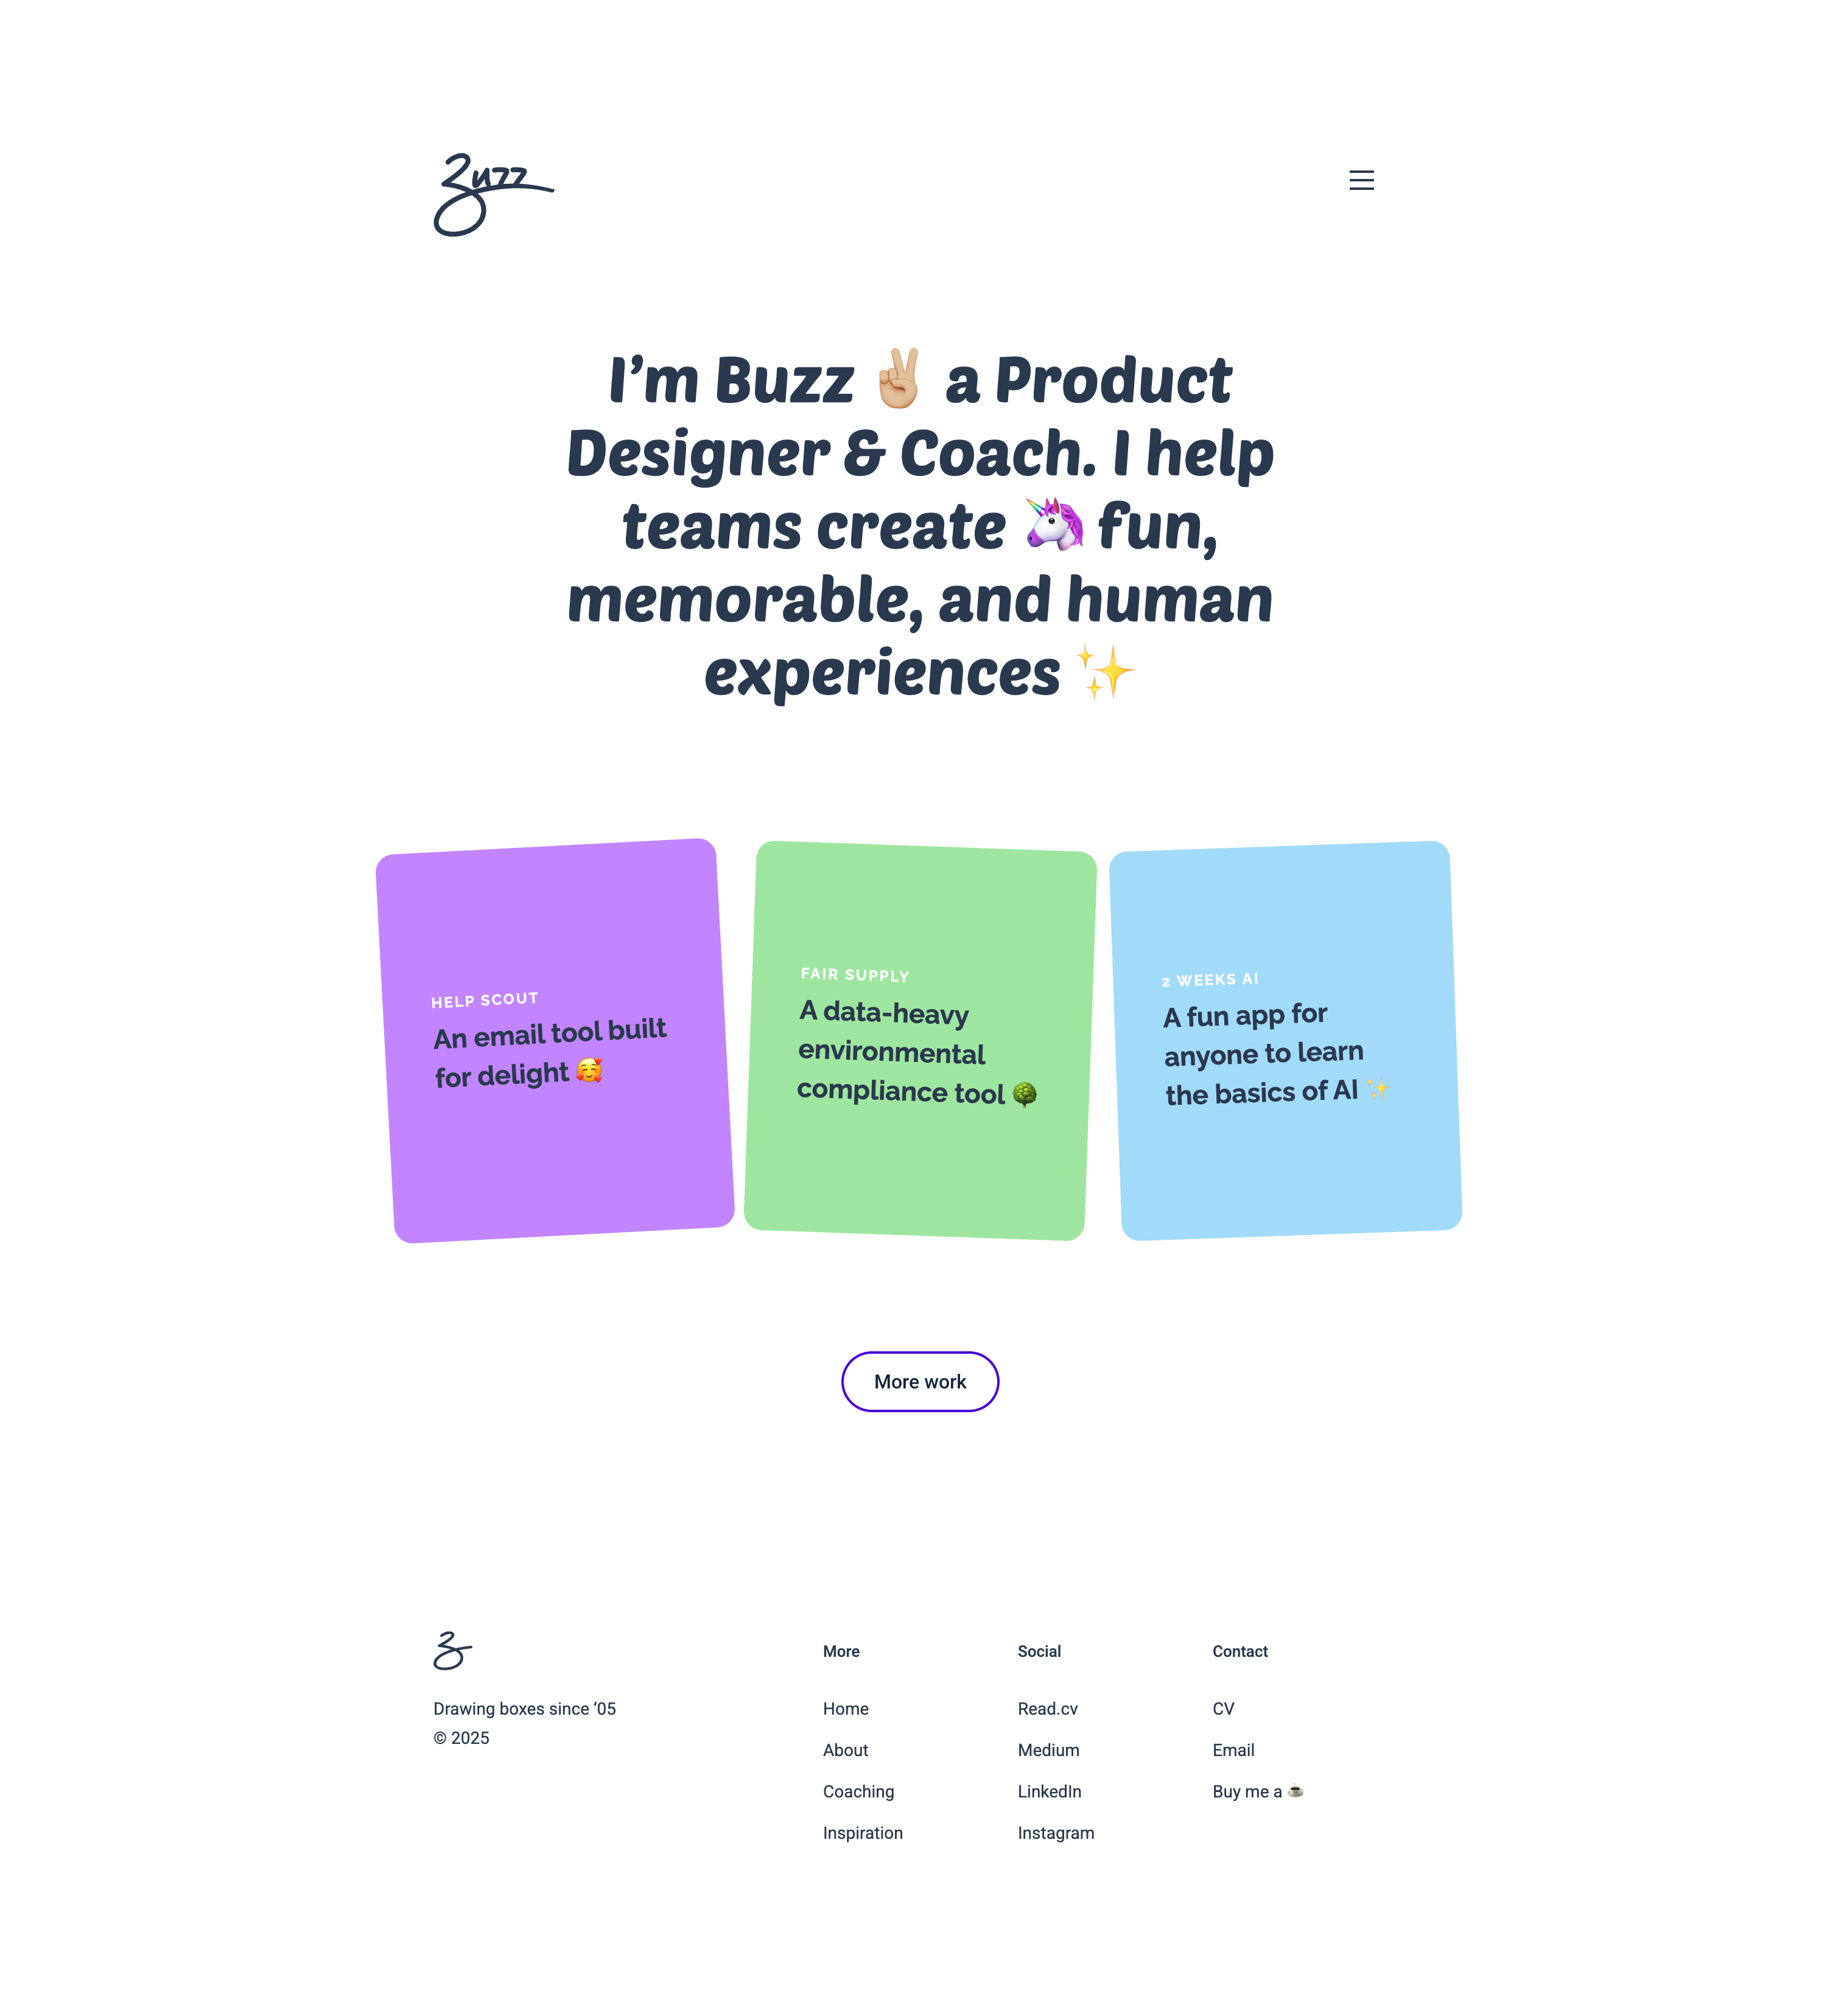 Buzz
I’m Buzz ✌🏼 a Product
Designer & Coach. I help
teams create 🦄 fun,
memorable, and human
experiences ✨
HELP SCOUT
An email tool built
for delight 🥰
FAIR SUPPLY
A data-heavy
environmental
compliance tool 🌳
2 WEEKS AI
A fun app for
anyone to learn
the basics of AI ✨
More work
B
Drawing boxes since ‘05
© 2025
More
Home
About
Coaching
Inspiration
Social
Read.cv
Medium
LinkedIn
Instagram
Contact
CV
Email
Buy me a ☕